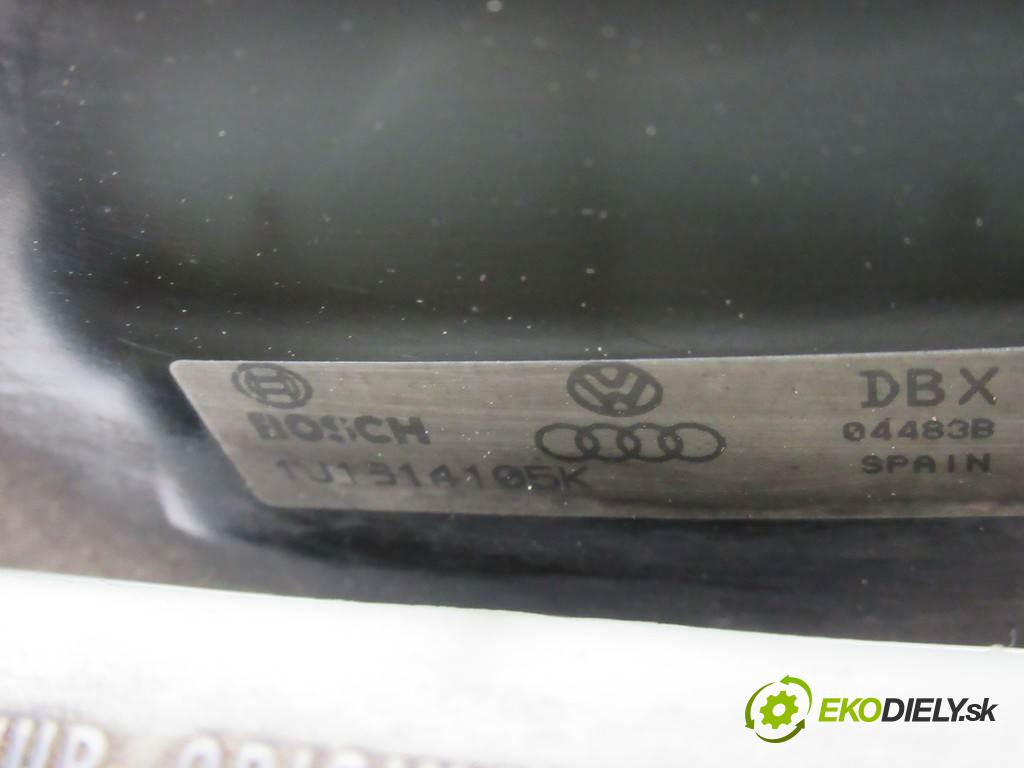 DBX
BOSCH
04483B
1J1614105K
SPAIN
EKODIELY.sk